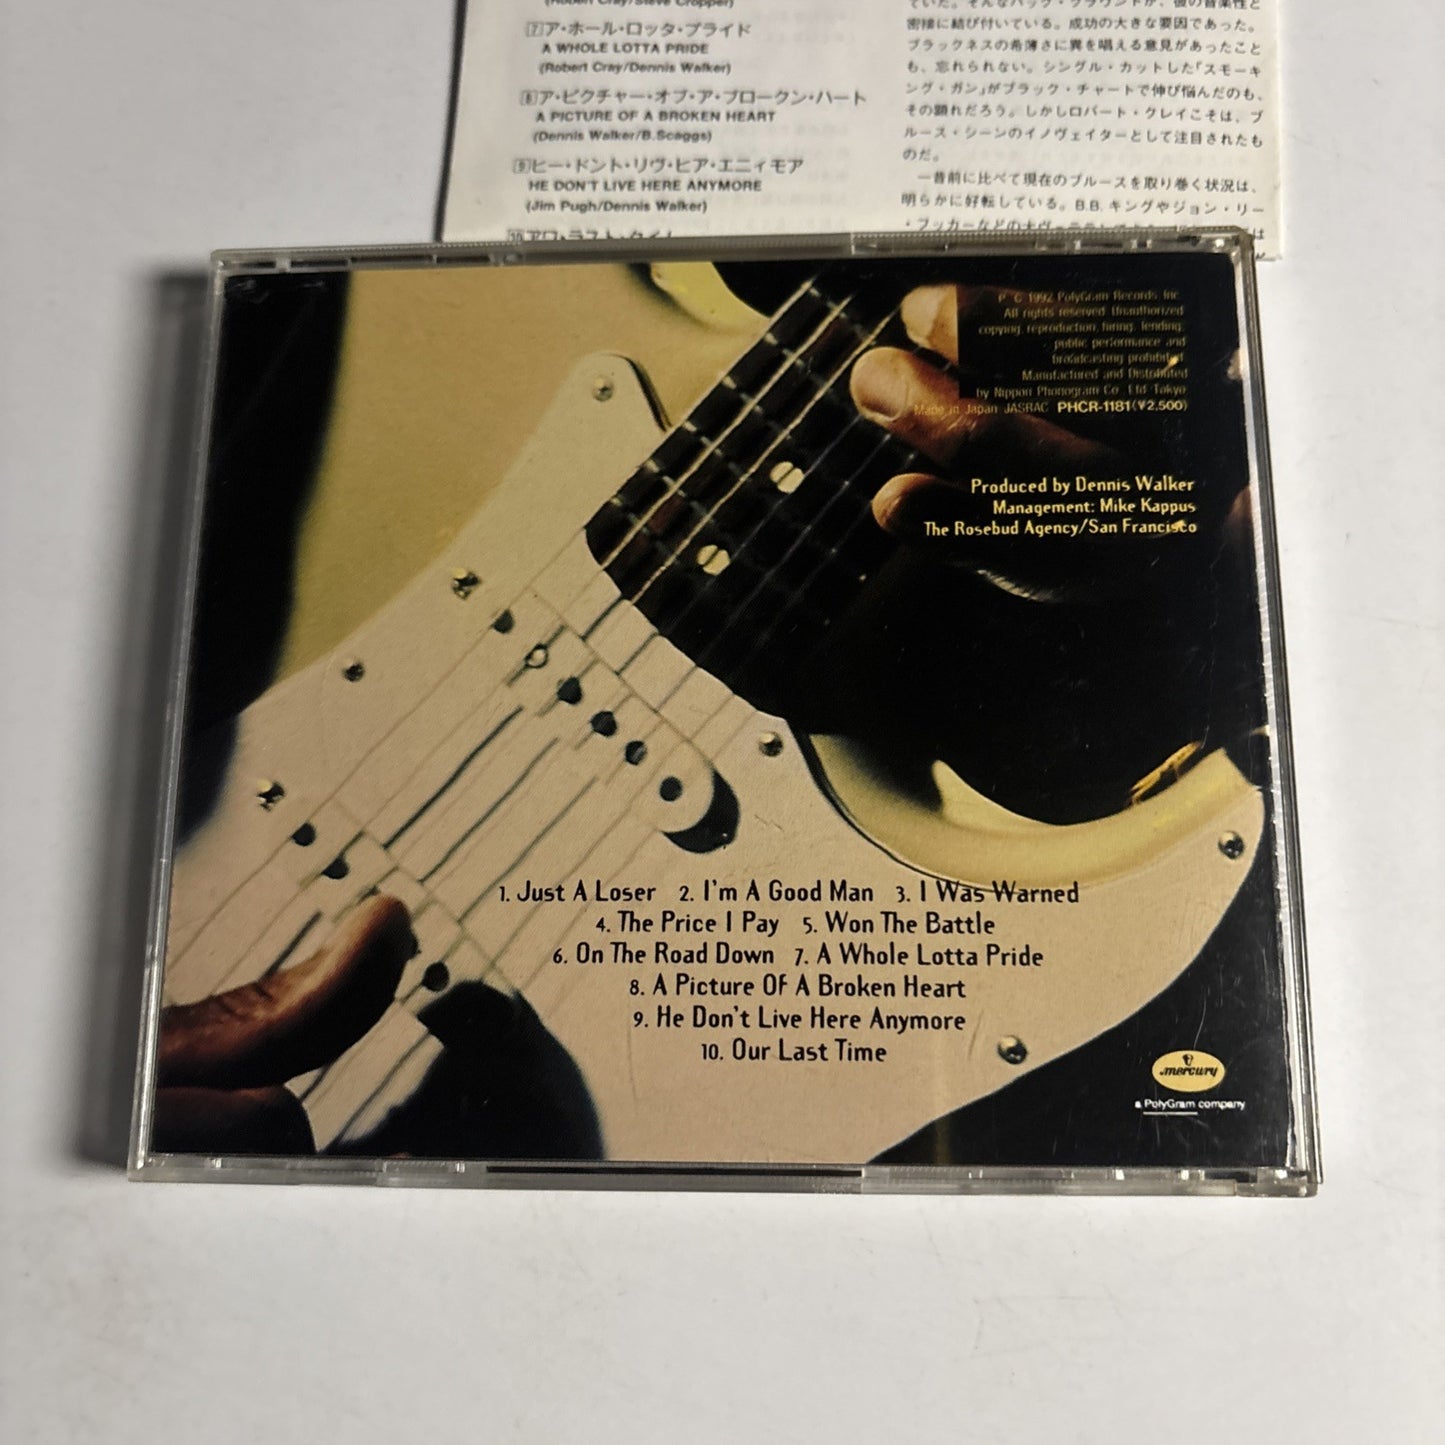 (Robert Cray/Steve Cropper)
7 ア・ホール・ロッタ・プライド
A WHOLE LOTTA PRIDE
(Robert Cray/Dennis Walker)
8 ア・ピクチャー・オブ・ア・ブロークン・ハート
A PICTURE OF A BROKEN HEART
(Dennis Walker/B.Scaggs)
9 ヒー・ドント・リヴ・ヒア・エニィモア
HE DON'T LIVE HERE ANYMORE
(Jim Pugh/Dennis Walker)
ていた。そんなバック・グラウンドが、彼の音楽性と
密接に結び付いている。成功の大きな要因であった。
ブラックネスの希薄さに異を唱える意見があったこと
も、忘れられない。シングル・カットした「スモーキ
ング・ガン」がブラック・チャートで伸び悩んだのも、
その顕れだろう。しかしロバート・クレイこそは、ブ
ルース・シーンのイノヴェイターとして注目されたも
のだ。
一昔前に比べて現在のブルースを取り巻く状況は、
明らかに好転している。B.B.キングやジョン・リー
・フッカーなどの
P C 1992 PolyGram Records, Inc.
All rights reserved. Unauthorized
copying, reproduction, hiring, lending,
public performance and
broadcasting prohibited.
Manufactured and Distributed
by Nippon Phonogram Co., Ltd. Tokyo
Made in Japan JASRAC PHCR-1181(¥2,500)
Produced by Dennis Walker
Management: Mike Kappus
The Rosebud Agency/San Francisco
1. Just A Loser 2. I'm A Good Man 3. I Was Warned
4. The Price I Pay 5. Won The Battle
6. On The Road Down 7. A Whole Lotta Pride
8. A Picture Of A Broken Heart
9. He Don't Live Here Anymore
10. Our Last Time
mercury
a PolyGram company